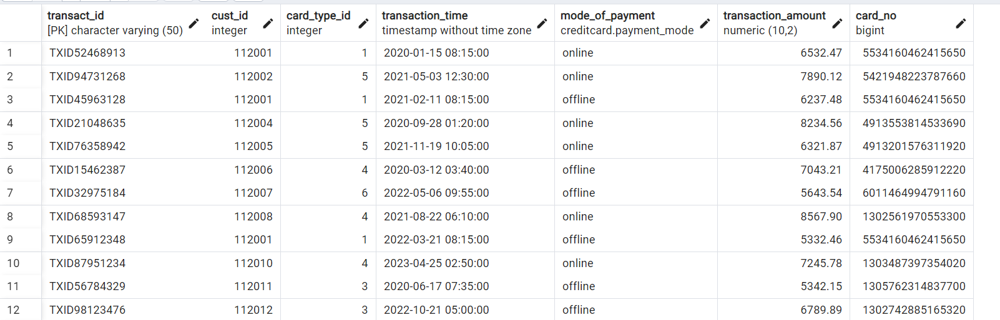 transact_id cust_id card_type_id transaction_time mode_of_payment transaction_amount card_no
[PK] character varying (50) integer integer timestamp without time zone creditcard.payment_mode numeric (10,2) bigint
1 TXID52468913 112001 1 2020-01-15 08:15:00 online 6532.47 5534160462415650
2 TXID94731268 112002 5 2021-05-03 12:30:00 online 7890.12 5421948223787660
3 TXID45963128 112001 1 2021-02-11 08:15:00 offline 6237.48 5534160462415650
4 TXID21048635 112004 5 2020-09-28 01:20:00 online 8234.56 4913553814533690
5 TXID76358942 112005 5 2021-11-19 10:05:00 online 6321.87 4913201576311920
6 TXID15462387 112006 4 2020-03-12 03:40:00 offline 7043.21 4175006285912220
7 TXID32975184 112007 6 2022-05-06 09:55:00 offline 5643.54 6011464994791160
8 TXID68593147 112008 4 2021-08-22 06:10:00 online 8567.90 1302561970553300
9 TXID65912348 112001 1 2022-03-21 08:15:00 offline 5332.46 5534160462415650
10 TXID87951234 112010 4 2023-04-25 02:50:00 online 7245.78 1303487397354020
11 TXID56784329 112011 3 2020-06-17 07:35:00 offline 5342.15 1305762314837700
12 TXID98123476 112012 3 2022-10-21 05:00:00 offline 6789.89 1302742885165320